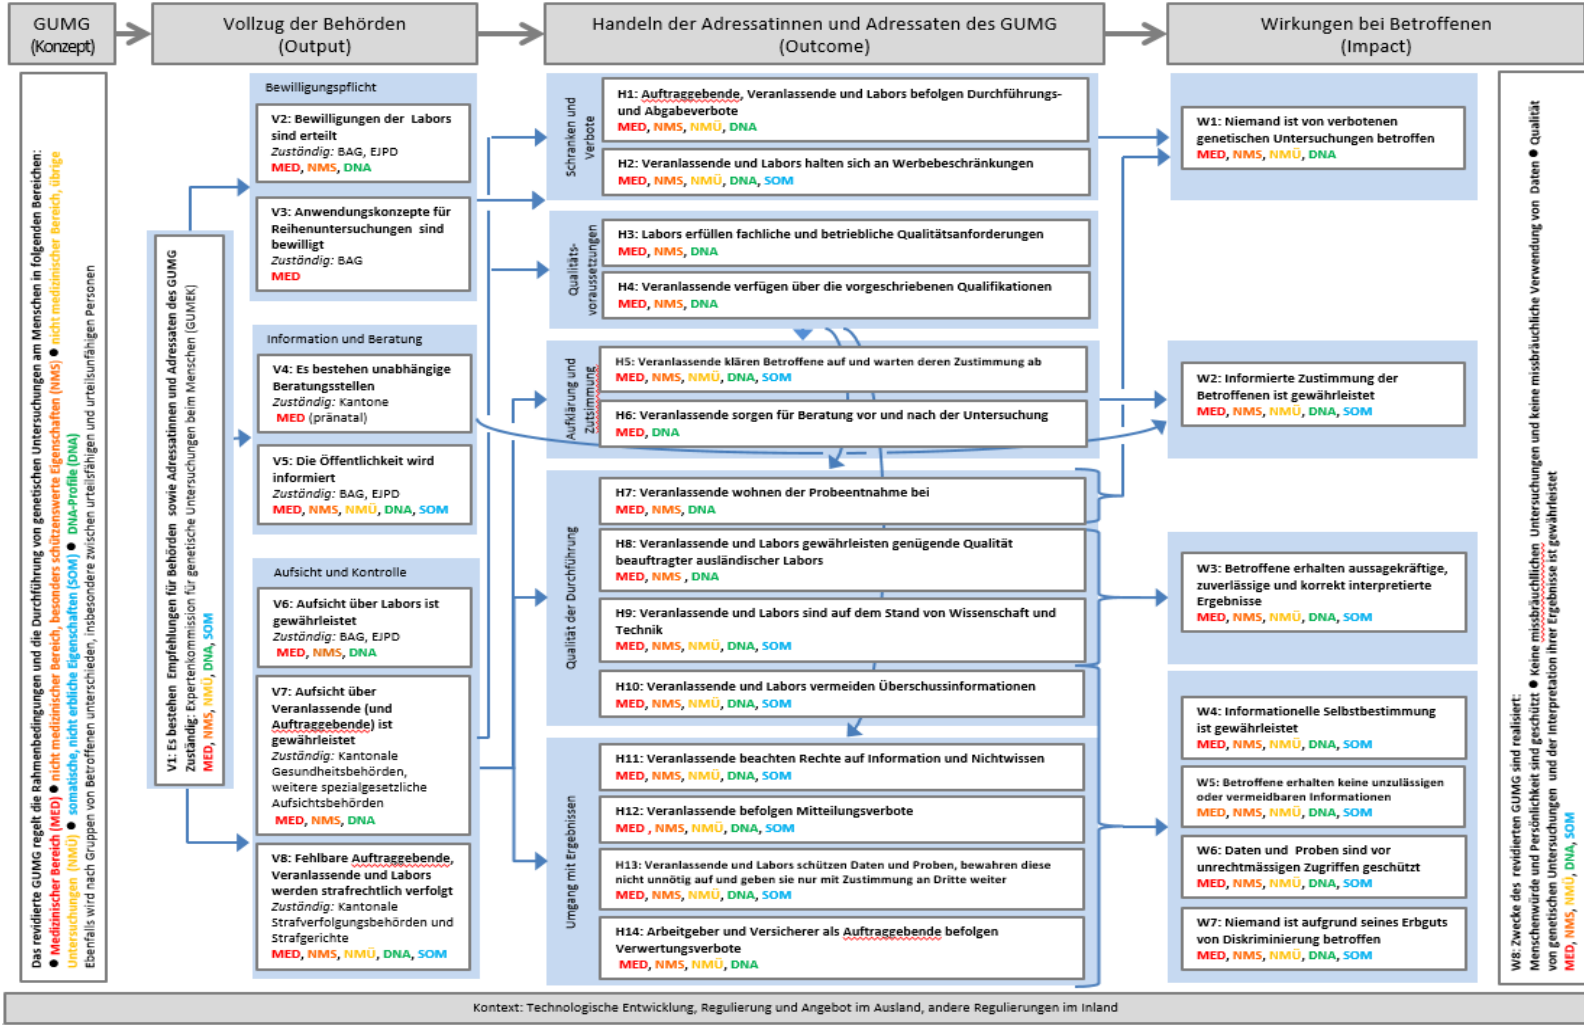 GUMG
(Konzept)
Vollzug der Behörden
(Output)
Handeln der Adressatinnen und Adressaten des GUMG
(Outcome)
Wirkungen bei Betroffenen
(Impact)
Das revidierte GUMG regelt die Rahmenbedingungen und die Durchführung von genetischen Untersuchungen am Menschen in folgenden Bereichen:
● Medizinischer Bereich (MED) ● nicht medizinischer Bereich, besonders schützenswerte Eigenschaften (NMS) ● nicht medizinischer Bereich, übrige
Untersuchungen (NMÜ) ● somatische, nicht erbliche Eigenschaften (SOM) ● DNA-Profile (DNA)
Ebenfalls wird nach Gruppen von Betroffenen unterschieden, insbesondere zwischen urteilsfähigen und urteilsunfähigen Personen
V1: Es bestehen Empfehlungen für Behörden sowie Adressatinnen und Adressaten des GUMG
Zuständig: Expertenkommission für genetische Untersuchungen beim Menschen (GUMEK)
MED, NMS, NMÜ, DNA, SOM
Bewilligungspflicht
V2: Bewilligungen der Labors
sind erteilt
Zuständig: BAG, EJPD
MED, NMS, DNA
V3: Anwendungskonzepte für
Reihenuntersuchungen sind
bewilligt
Zuständig: BAG
MED
Information und Beratung
V4: Es bestehen unabhängige
Beratungsstellen
Zuständig: Kantone
MED (pränatal)
V5: Die Öffentlichkeit wird
informiert
Zuständig: BAG, EJPD
MED, NMS, NMÜ, DNA, SOM
Aufsicht und Kontrolle
V6: Aufsicht über Labors ist
gewährleistet
Zuständig: BAG, EJPD
MED, NMS, DNA
V7: Aufsicht über
Veranlassende (und
Auftraggebende) ist
gewährleistet
Zuständig: Kantonale
Gesundheitsbehörden,
weitere spezialgesetzliche
Aufsichtsbehörden
MED, NMS, DNA
V8: Fehlbare Auftraggebende,
Veranlassende und Labors
werden strafrechtlich verfolgt
Zuständig: Kantonale
Strafverfolgungsbehörden und
Strafgerichte
MED, NMS, NMÜ, DNA, SOM
Schranken und
Verbote
H1: Auftraggebende, Veranlassende und Labors befolgen Durchführungs-
und Abgabeverbote
MED, NMS, NMÜ, DNA
H2: Veranlassende und Labors halten sich an Werbebeschränkungen
MED, NMS, NMÜ, DNA, SOM
Qualitäts-
voraussetzungen
H3: Labors erfüllen fachliche und betriebliche Qualitätsanforderungen
MED, NMS, DNA
H4: Veranlassende verfügen über die vorgeschriebenen Qualifikationen
MED, NMS, DNA
Aufklärung und
Zutsimmung
H5: Veranlassende klären Betroffene auf und warten deren Zustimmung ab
MED, NMS, NMÜ, DNA, SOM
H6: Veranlassende sorgen für Beratung vor und nach der Untersuchung
MED, DNA
Qualität der Durchführung
H7: Veranlassende wohnen der Probeentnahme bei
MED, NMS, DNA
H8: Veranlassende und Labors gewährleisten genügende Qualität
beauftragter ausländischer Labors
MED, NMS , DNA
H9: Veranlassende und Labors sind auf dem Stand von Wissenschaft und
Technik
MED, NMS, NMÜ, DNA, SOM
H10: Veranlassende und Labors vermeiden Überschussinformationen
MED, NMS, NMÜ, DNA, SOM
Umgang mit Ergebnissen
H11: Veranlassende beachten Rechte auf Information und Nichtwissen
MED, NMS, NMÜ, DNA, SOM
H12: Veranlassende befolgen Mitteilungsverbote
MED , NMS, NMÜ, DNA, SOM
H13: Veranlassende und Labors schützen Daten und Proben, bewahren diese
nicht unnötig auf und geben sie nur mit Zustimmung an Dritte weiter
MED, NMS, NMÜ, DNA, SOM
H14: Arbeitgeber und Versicherer als Auftraggebende befolgen
Verwertungsverbote
MED, NMS, NMÜ, DNA
W1: Niemand ist von verbotenen
genetischen Untersuchungen betroffen
MED, NMS, NMÜ, DNA
W2: Informierte Zustimmung der
Betroffenen ist gewährleistet
MED, NMS, NMÜ, DNA, SOM
W3: Betroffene erhalten aussagekräftige,
zuverlässige und korrekt interpretierte
Ergebnisse
MED, NMS, NMÜ, DNA, SOM
W4: Informationelle Selbstbestimmung
ist gewährleistet
MED, NMS, NMÜ, DNA, SOM
W5: Betroffene erhalten keine unzulässigen
oder vermeidbaren Informationen
MED, NMS, NMÜ, DNA, SOM
W6: Daten und Proben sind vor
unrechtmässigen Zugriffen geschützt
MED, NMS, NMÜ, DNA, SOM
W7: Niemand ist aufgrund seines Erbguts
von Diskriminierung betroffen
MED, NMS, NMÜ, DNA, SOM
W8: Zwecke des revidierten GUMG sind realisiert:
Menschenwürde und Persönlichkeit sind geschützt ● Keine missbräuchllichen Untersuchungen und keine missbräuchliche Verwendung von Daten ● Qualität
von genetischen Untersuchungen und der Interpretation ihrer Ergebnisse ist gewährleistet
MED, NMS, NMÜ, DNA, SOM
Kontext: Technologische Entwicklung, Regulierung und Angebot im Ausland, andere Regulierungen im Inland